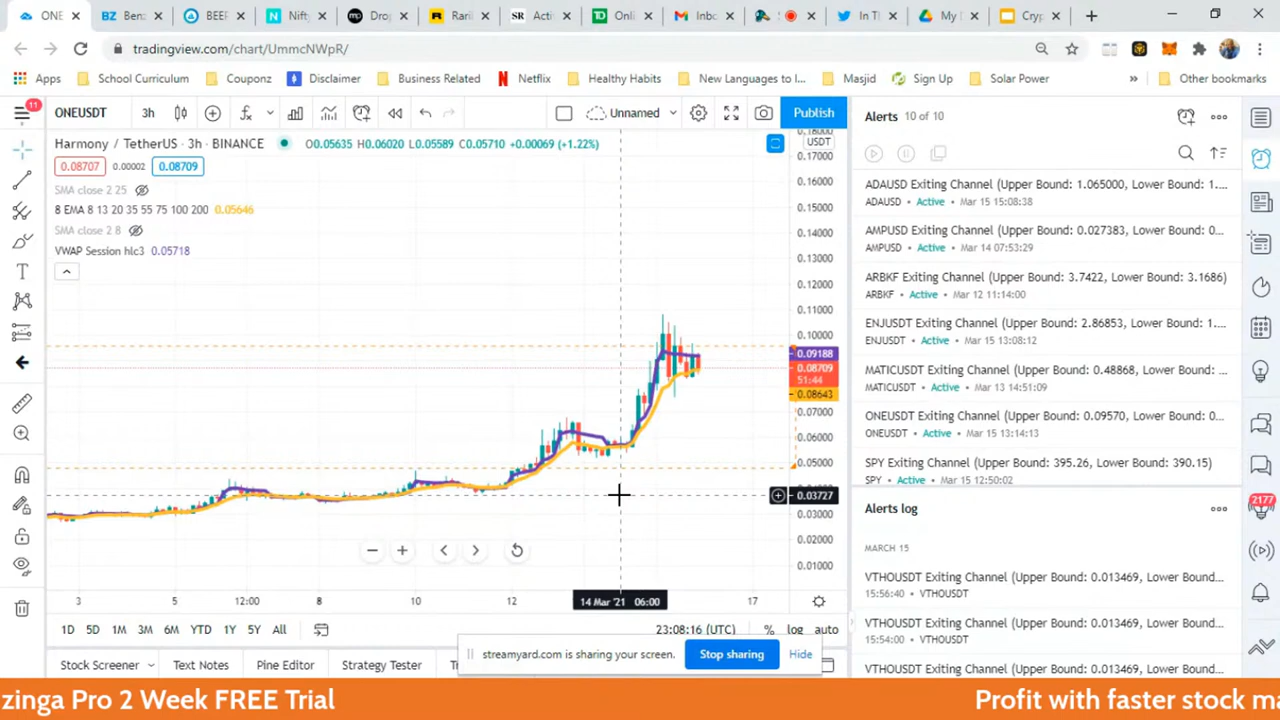 ONE
Benz
BEEP
Nifty
Drop
Raril
Activ
Onli
Inbo
In Th
My D
Cryp
tradingview.com/chart/UmmcNWpR/
Apps
School Curriculum
Couponz
Disclaimer
Business Related
Netflix
Healthy Habits
New Languages to l...
Masjid
Sign Up
Solar Power
»
Other bookmarks
11
ONEUSDT
3h
Unnamed
Publish
Harmony / TetherUS · 3h · BINANCE
O0.05635 H0.06020 L0.05589 C0.05710 +0.00069 (+1.22%)
0.08707
0.00002
0.08709
SMA close 2 25
8 EMA 8 13 20 35 55 75 100 200 0.05646
SMA close 2 8
VWAP Session hlc3 0.05718
0.18000
USDT
0.17000
0.16000
0.15000
0.14000
0.13000
0.12000
0.11000
0.10000
0.09188
0.08709
51:44
0.08643
0.07000
0.06000
0.05000
0.03727
0.03000
0.02000
0.01000
3
5
12:00
8
10
12
14 Mar '21 06:00
17
1D
5D
1M
3M
6M
YTD
1Y
5Y
All
23:08:16 (UTC)
%
log
auto
Stock Screener
Text Notes
Pine Editor
Strategy Tester
streamyard.com is sharing your screen.
Stop sharing
Hide
Alerts 10 of 10
ADAUSD Exiting Channel (Upper Bound: 1.065000, Lower Bound: 1....
ADAUSD • Active • Mar 15 15:08:38
AMPUSD Exiting Channel (Upper Bound: 0.027383, Lower Bound: 0...
AMPUSD • Active • Mar 14 07:53:29
ARBKF Exiting Channel (Upper Bound: 3.7422, Lower Bound: 3.1686)
ARBKF • Active • Mar 12 11:14:00
ENJUSDT Exiting Channel (Upper Bound: 2.86853, Lower Bound: 1....
ENJUSDT • Active • Mar 15 13:08:12
MATICUSDT Exiting Channel (Upper Bound: 0.48868, Lower Bound: ...
MATICUSDT • Active • Mar 13 14:51:09
ONEUSDT Exiting Channel (Upper Bound: 0.09570, Lower Bound: 0...
ONEUSDT • Active • Mar 15 13:14:13
SPY Exiting Channel (Upper Bound: 395.26, Lower Bound: 390.15)
SPY • Active • Mar 15 12:50:02
Alerts log
2177
MARCH 15
VTHOUSDT Exiting Channel (Upper Bound: 0.013469, Lower Bound...
15:56:40 • VTHOUSDT
VTHOUSDT Exiting Channel (Upper Bound: 0.013469, Lower Bound...
15:54:00 • VTHOUSDT
VTHOUSDT Exiting Channel (Upper Bound: 0.013469, Lower Bound...
zinga Pro 2 Week FREE Trial
Profit with faster stock ma